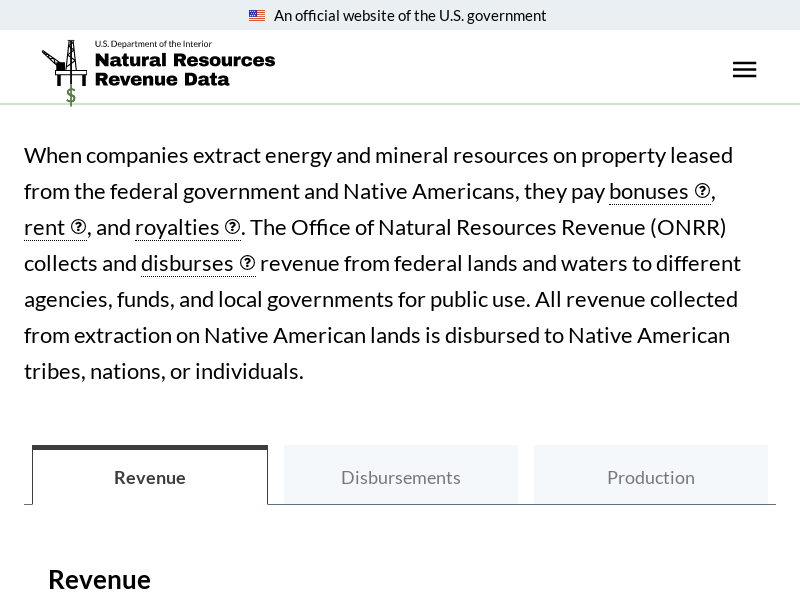 An official website of the U.S. government
U.S. Department of the Interior
Natural Resources
Revenue Data
$
When companies extract energy and mineral resources on property leased
from the federal government and Native Americans, they pay bonuses ?,
rent ?, and royalties ?. The Office of Natural Resources Revenue (ONRR)
collects and disburses ? revenue from federal lands and waters to different
agencies, funds, and local governments for public use. All revenue collected
from extraction on Native American lands is disbursed to Native American
tribes, nations, or individuals.
Revenue Disbursements Production
Revenue